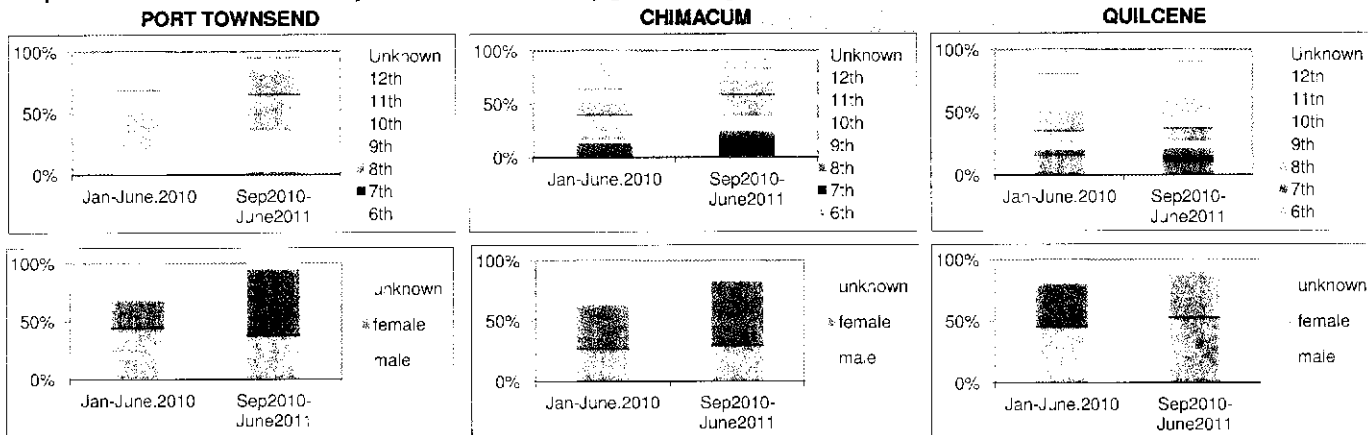 PORT TOWNSEND
100%
50%
0%
Jan-June.2010
Sep2010-
June2011
Unknown
12th
11th
10th
9th
8th
7th
6th
CHIMACUM
100%
50%
0%
Jan-June.2010
Sep2010-
June2011
Unknown
12th
11th
10th
9th
8th
7th
6th
QUILCENE
100%
50%
0%
Jan-June.2010
Sep2010-
June2011
Unknown
12th
11th
10th
9th
8th
7th
6th
100%
50%
0%
Jan-June.2010
Sep2010-
June2011
unknown
female
male
100%
50%
0%
Jan-June.2010
Sep2010-
June2011
unknown
female
male
100%
50%
0%
Jan-June.2010
Sep2010-
June2011
unknown
female
male